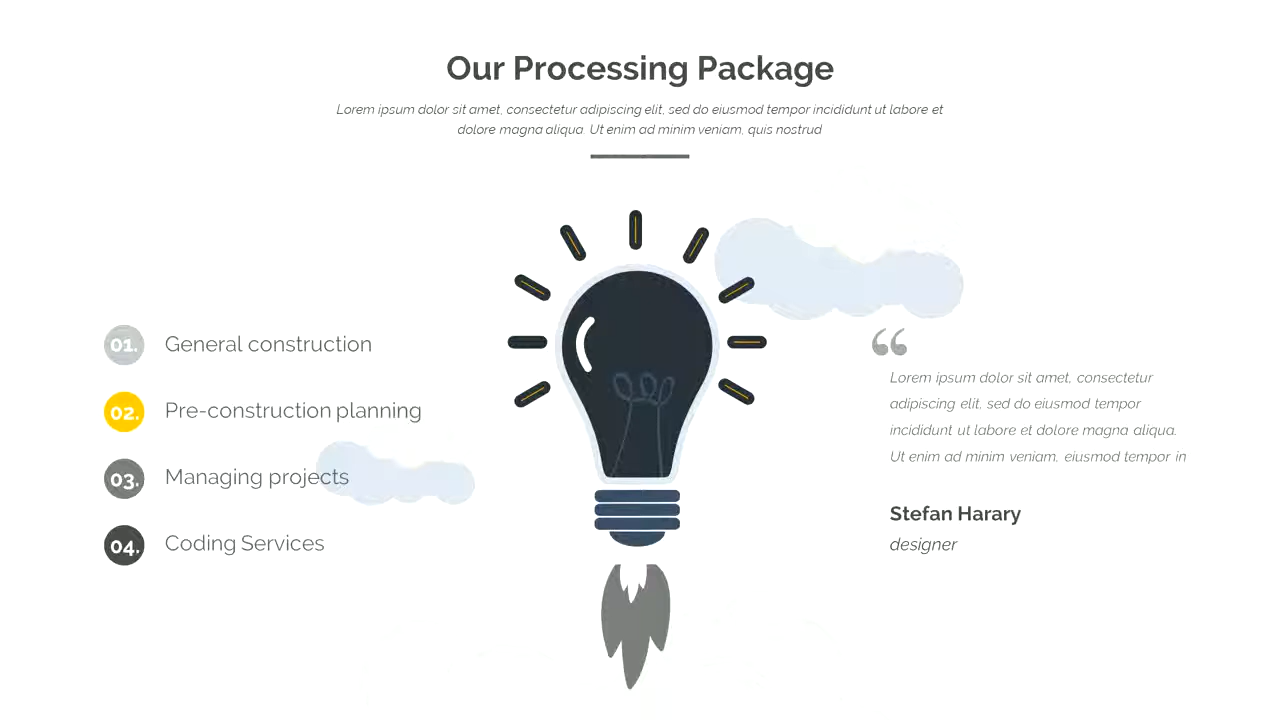 Our Processing Package
Lorem ipsum dolor sit amet, consectetur adipiscing elit, sed do eiusmod tempor incididunt ut labore et
dolore magna aliqua. Ut enim ad minim veniam, quis nostrud
01. General construction
02. Pre-construction planning
03. Managing projects
04. Coding Services
“
Lorem ipsum dolor sit amet, consectetur
adipiscing elit, sed do eiusmod tempor
incididunt ut labore et dolore magna aliqua.
Ut enim ad minim veniam, eiusmod tempor in
Stefan Harary
designer